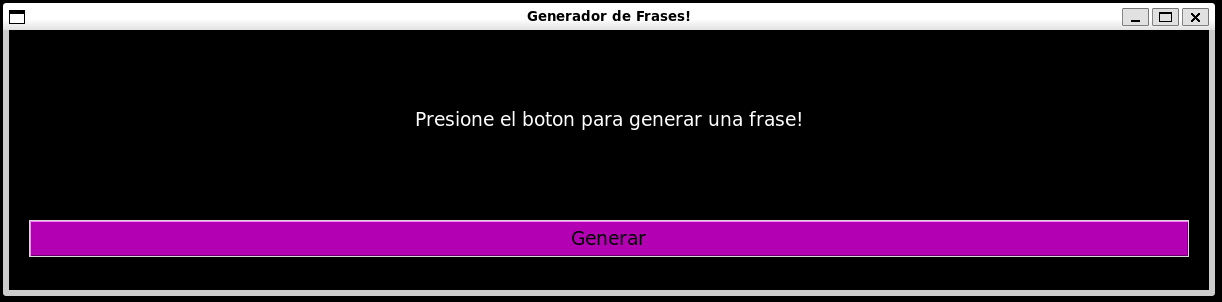 Generador de Frases!
Presione el boton para generar una frase!
Generar